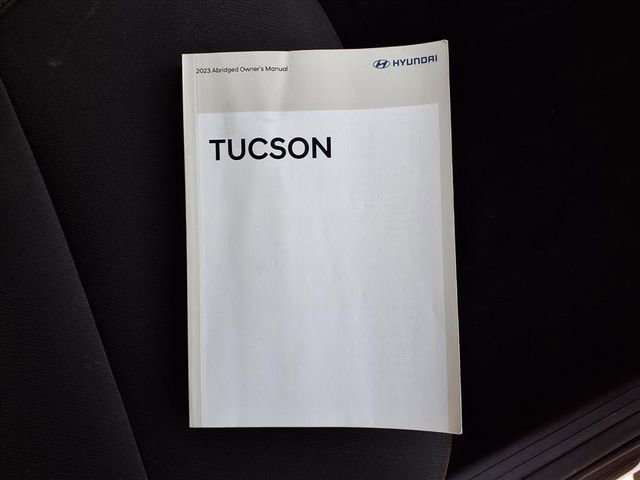 2023 Abridged Owner's Manual
HYUNDAI
TUCSON